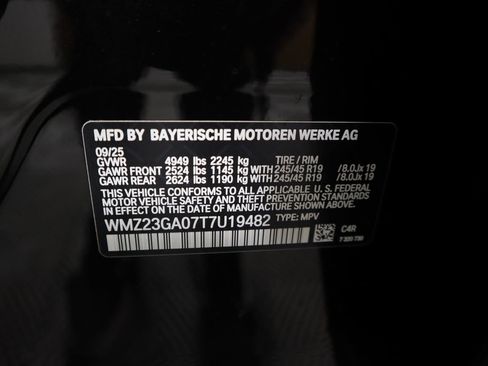 MFD BY BAYERISCHE MOTOREN WERKE AG
09/25
GVWR 4949 lbs 2245 kg TIRE / RIM
GAWR FRONT 2524 lbs 1145 kg WITH 245/45 R19 /8.0Jx 19
GAWR REAR 2624 lbs 1190 kg WITH 245/45 R19 /8.0Jx 19
THIS VEHICLE CONFORMS TO ALL APPLICABLE U. S. FEDERAL
MOTOR VEHICLE SAFETY AND THEFT PREVENTION STANDARDS
IN EFFECT ON THE DATE OF MANUFACTURE SHOWN ABOVE.
WMZ23GA07T7U19482 TYPE: MPV
C4R